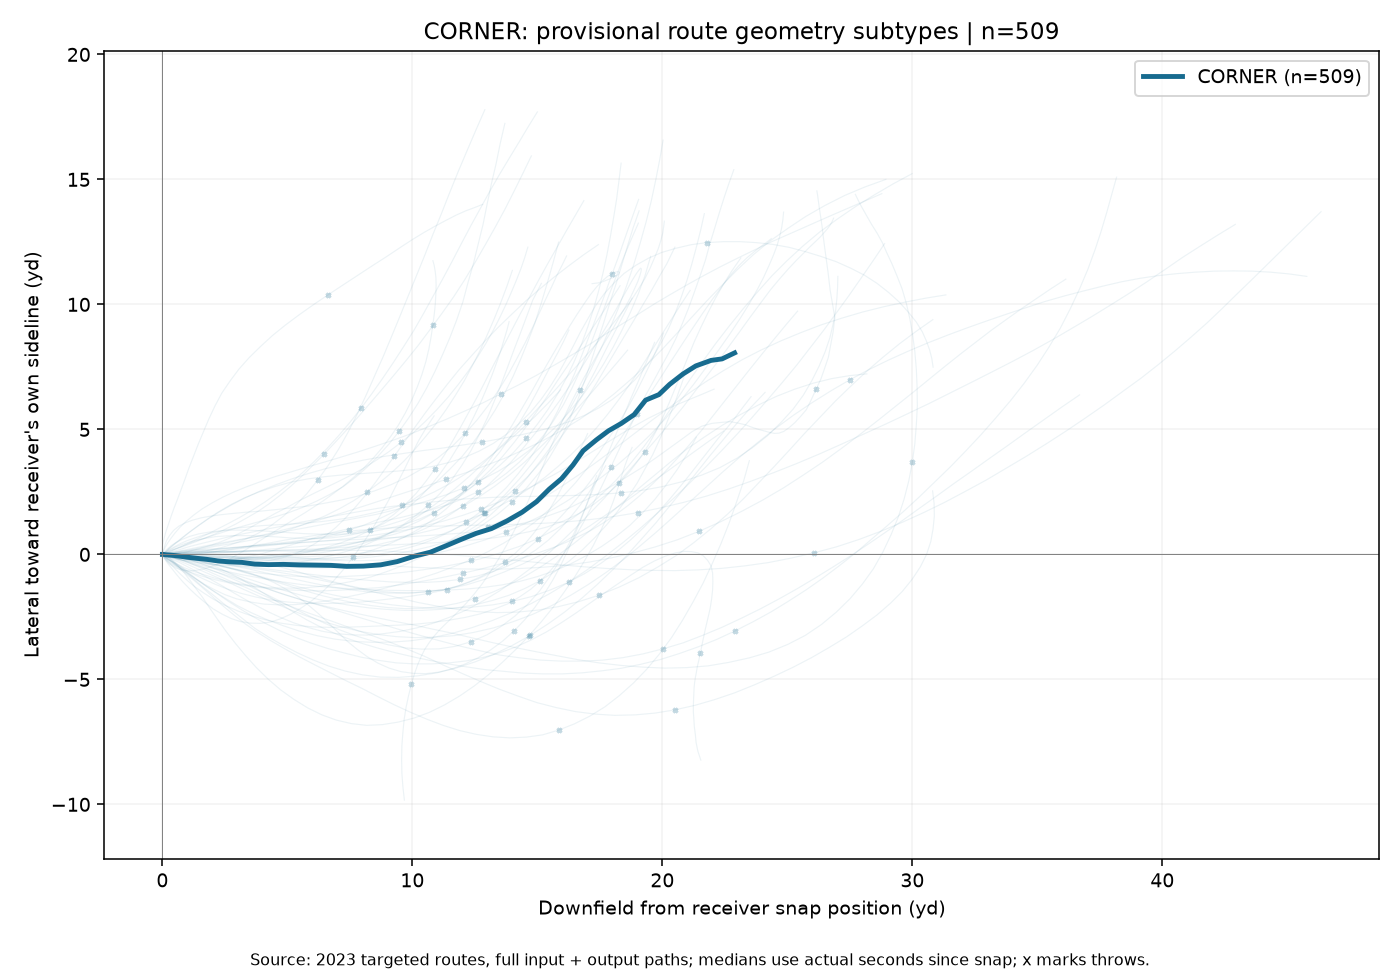 CORNER: provisional route geometry subtypes | n=509
CORNER (n=509)
20
15
10
5
0
−5
−10
Lateral toward receiver's own sideline (yd)
0 10 20 30 40
Downfield from receiver snap position (yd)
Source: 2023 targeted routes, full input + output paths; medians use actual seconds since snap; x marks throws.